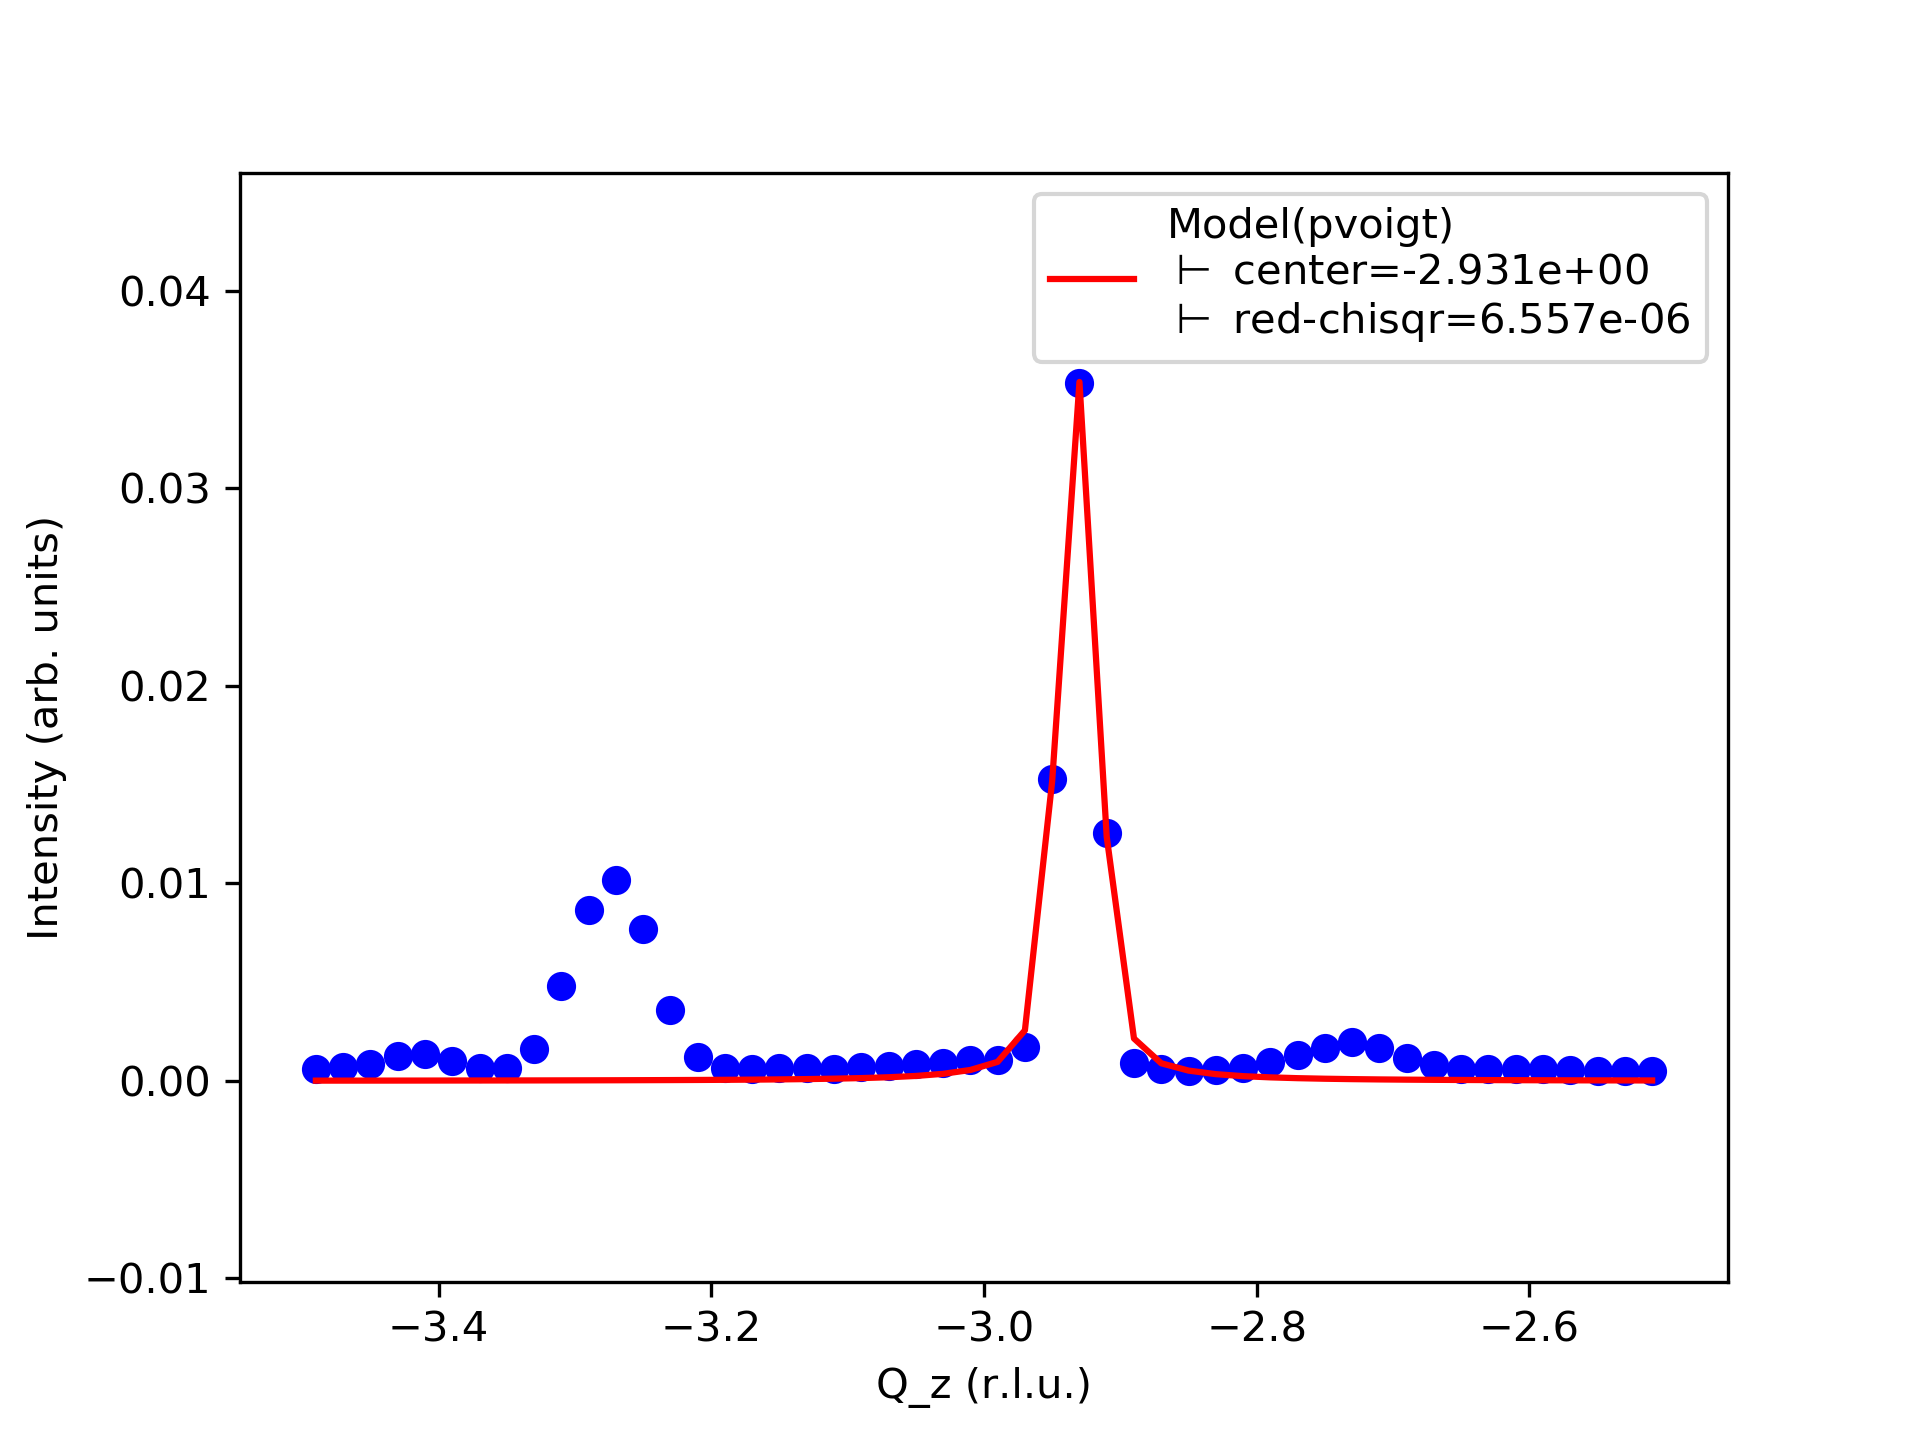 Model(pvoigt)
⊢ center=-2.931e+00
⊢ red-chisqr=6.557e-06
0.04
0.03
0.02
0.01
0.00
−0.01
Intensity (arb. units)
−3.4 −3.2 −3.0 −2.8 −2.6
Q_z (r.l.u.)